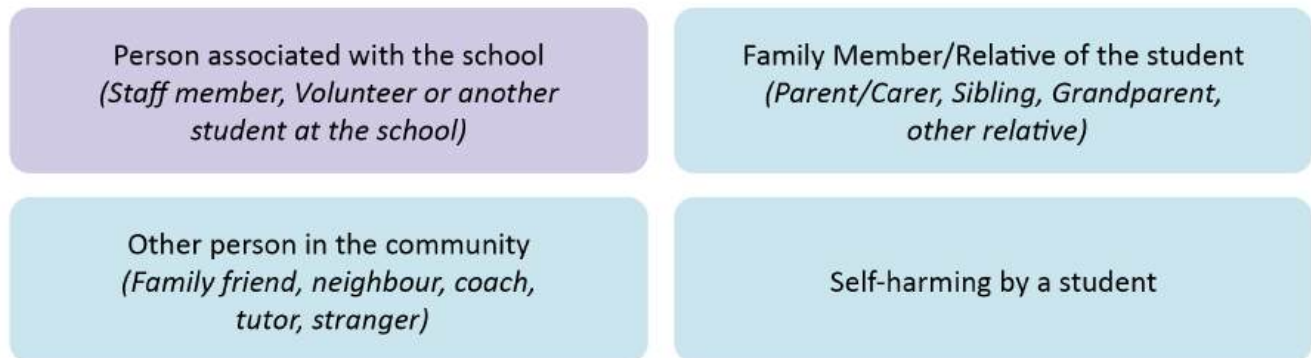 Person associated with the school
(Staff member, Volunteer or another
student at the school)
Family Member/Relative of the student
(Parent/Carer, Sibling, Grandparent,
other relative)
Other person in the community
(Family friend, neighbour, coach,
tutor, stranger)
Self-harming by a student